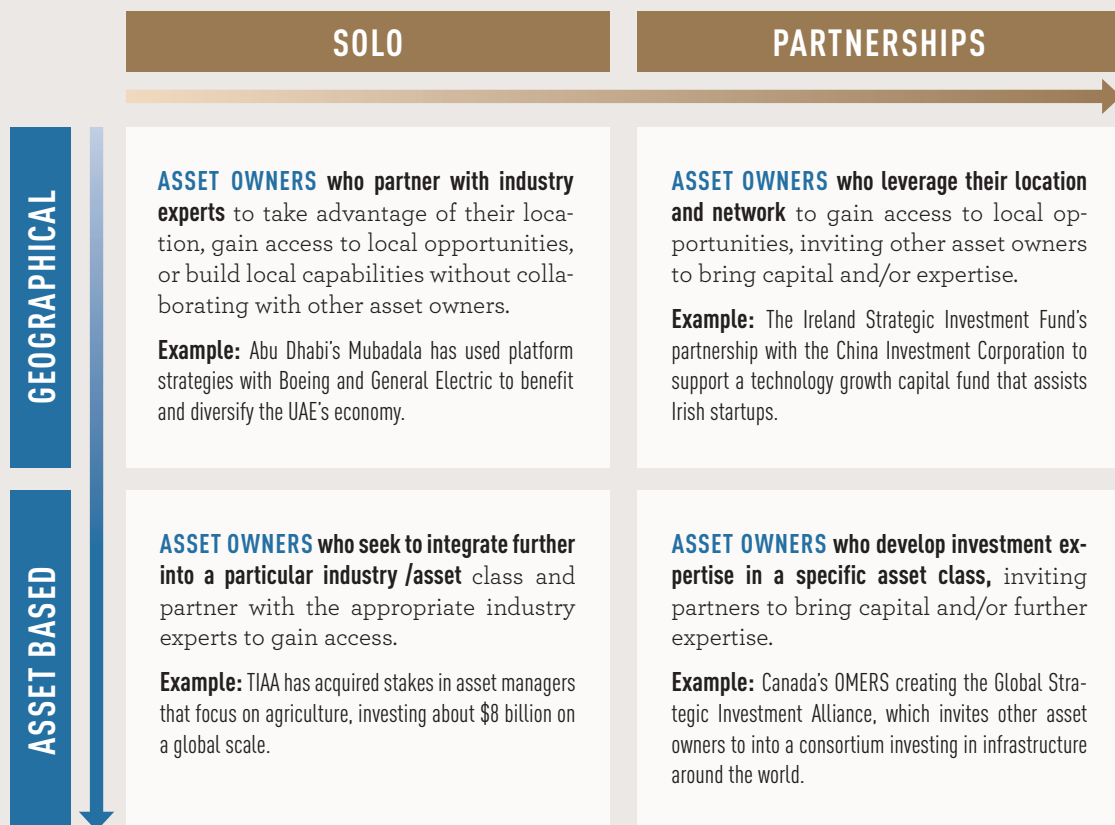 SOLO
PARTNERSHIPS
GEOGRAPHICAL
ASSET OWNERS who partner with industry
experts to take advantage of their loca-
tion, gain access to local opportunities,
or build local capabilities without colla-
borating with other asset owners.
Example: Abu Dhabi's Mubadala has used platform
strategies with Boeing and General Electric to benefit
and diversify the UAE's economy.
ASSET OWNERS who leverage their location
and network to gain access to local op-
portunities, inviting other asset owners
to bring capital and/or expertise.
Example: The Ireland Strategic Investment Fund's
partnership with the China Investment Corporation to
support a technology growth capital fund that assists
Irish startups.
ASSET BASED
ASSET OWNERS who seek to integrate further
into a particular industry /asset class and
partner with the appropriate industry
experts to gain access.
Example: TIAA has acquired stakes in asset managers
that focus on agriculture, investing about $8 billion on
a global scale.
ASSET OWNERS who develop investment ex-
pertise in a specific asset class, inviting
partners to bring capital and/or further
expertise.
Example: Canada's OMERS creating the Global Stra-
tegic Investment Alliance, which invites other asset
owners to into a consortium investing in infrastructure
around the world.